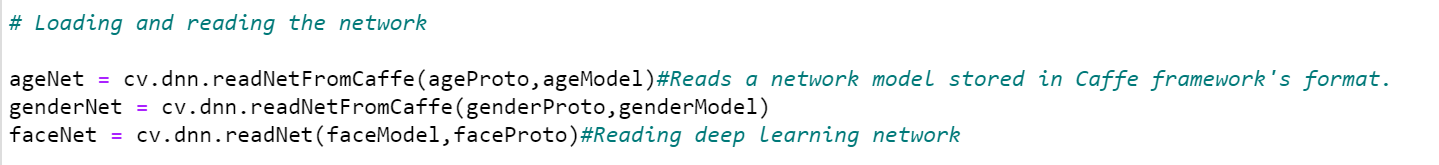 # Loading and reading the network
ageNet = cv.dnn.readNetFromCaffe(ageProto,ageModel)#Reads a network model stored in Caffe framework's format.
genderNet = cv.dnn.readNetFromCaffe(genderProto,genderModel)
faceNet = cv.dnn.readNet(faceModel,faceProto)#Reading deep learning network